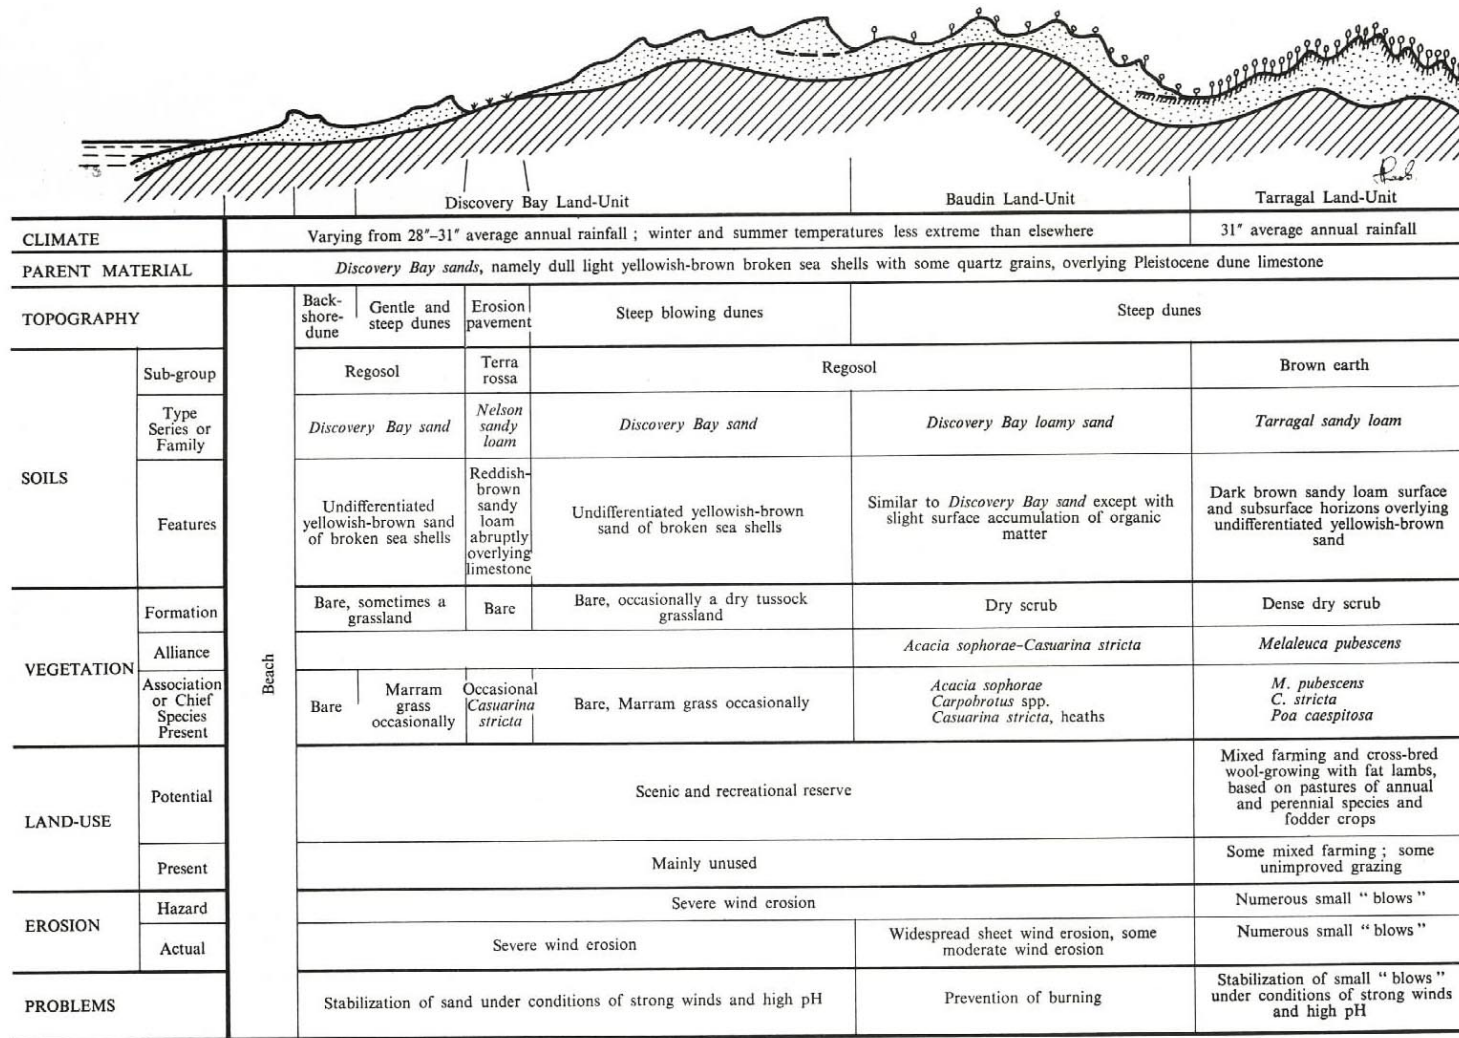 Discovery Bay Land-Unit
Baudin Land-Unit
Tarragal Land-Unit
CLIMATE
Varying from 28"–31" average annual rainfall ; winter and summer temperatures less extreme than elsewhere
31" average annual rainfall
PARENT MATERIAL
Discovery Bay sands, namely dull light yellowish-brown broken sea shells with some quartz grains, overlying Pleistocene dune limestone
TOPOGRAPHY
Beach
Back-
shore-
dune
Gentle and
steep dunes
Erosion
pavement
Steep blowing dunes
Steep dunes
SOILS
Sub-group
Regosol
Terra
rossa
Regosol
Brown earth
Type
Series or
Family
Discovery Bay sand
Nelson
sandy
loam
Discovery Bay sand
Discovery Bay loamy sand
Tarragal sandy loam
Features
Undifferentiated
yellowish-brown sand
of broken sea shells
Reddish-
brown
sandy
loam
abruptly
overlying
limestone
Undifferentiated yellowish-brown
sand of broken sea shells
Similar to Discovery Bay sand except with
slight surface accumulation of organic
matter
Dark brown sandy loam surface
and subsurface horizons overlying
undifferentiated yellowish-brown
sand
VEGETATION
Formation
Bare, sometimes a
grassland
Bare
Bare, occasionally a dry tussock
grassland
Dry scrub
Dense dry scrub
Alliance
Acacia sophorae–Casuarina stricta
Melaleuca pubescens
Association
or Chief
Species
Present
Bare
Marram
grass
occasionally
Occasional
Casuarina
stricta
Bare, Marram grass occasionally
Acacia sophorae
Carpobrotus spp.
Casuarina stricta, heaths
M. pubescens
C. stricta
Poa caespitosa
LAND-USE
Potential
Scenic and recreational reserve
Mixed farming and cross-bred
wool-growing with fat lambs,
based on pastures of annual
and perennial species and
fodder crops
Present
Mainly unused
Some mixed farming ; some
unimproved grazing
EROSION
Hazard
Severe wind erosion
Numerous small " blows "
Actual
Severe wind erosion
Widespread sheet wind erosion, some
moderate wind erosion
Numerous small " blows "
PROBLEMS
Stabilization of sand under conditions of strong winds and high pH
Prevention of burning
Stabilization of small " blows "
under conditions of strong winds
and high pH